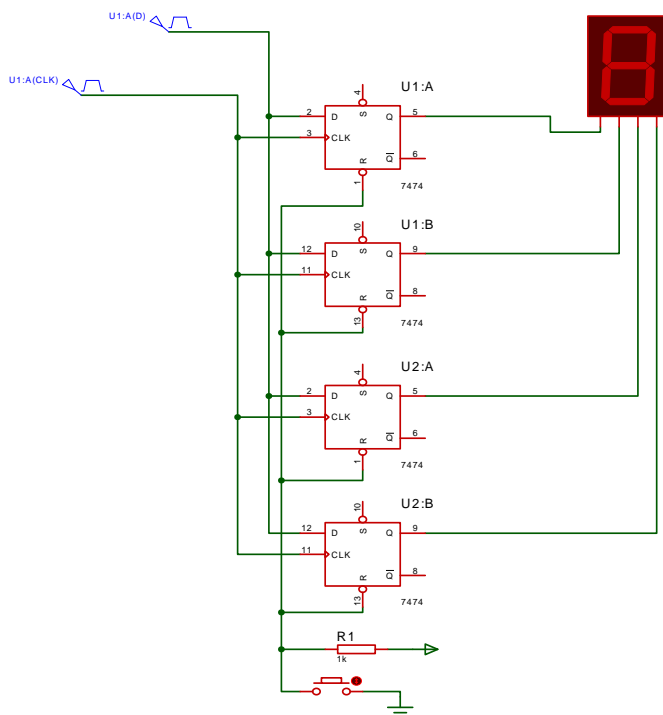 U1:A(D)
U1:A(CLK)
U1:A
4
2 D S Q 5
3 CLK
R Q 6
1
7474
U1:B
10
12 D S Q 9
11 CLK
R Q 8
13
7474
U2:A
4
2 D S Q 5
3 CLK
R Q 6
1
7474
U2:B
10
12 D S Q 9
11 CLK
R Q 8
13
7474
R1
1k